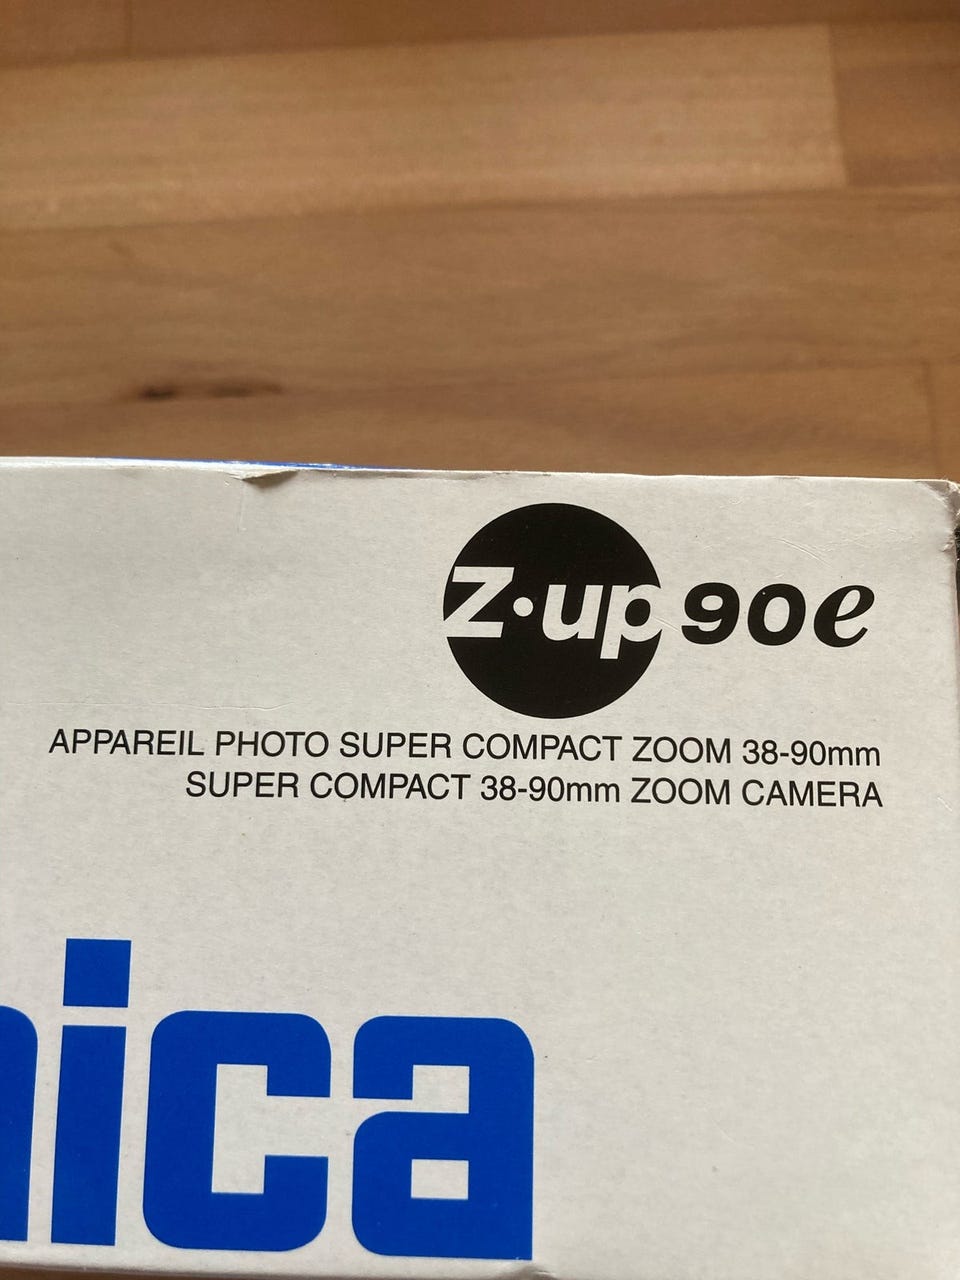 Z·up 90e
APPAREIL PHOTO SUPER COMPACT ZOOM 38-90mm
SUPER COMPACT 38-90mm ZOOM CAMERA
nica